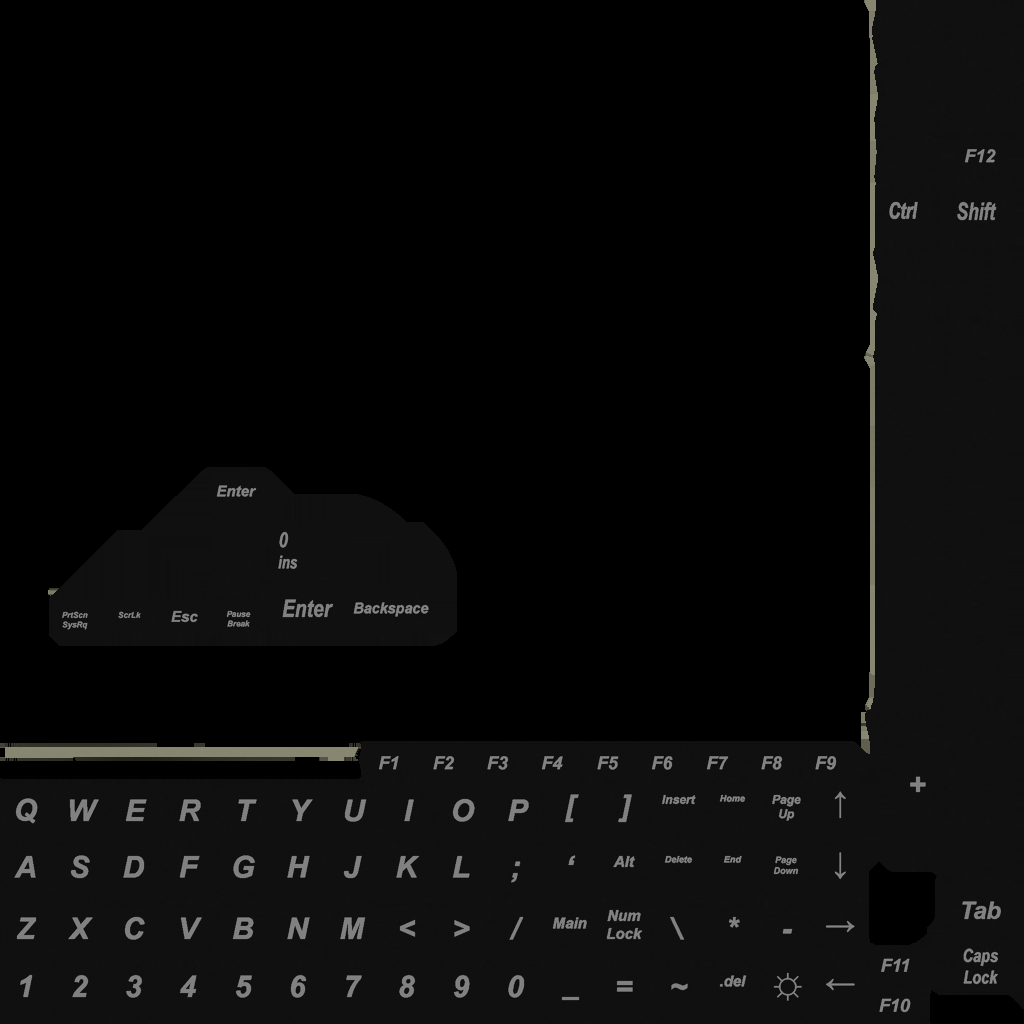 F12
Ctrl Shift
Enter
0
ins
PrtScn
SysRq
ScrLk
Esc
Pause
Break
Enter
Backspace
F1 F2 F3 F4 F5 F6 F7 F8 F9
+
Q W E R T Y U I O P [ ]
Insert
Home
Page
Up
↑
A S D F G H J K L ; ‘
Alt
Delete
End
Page
Down
↓
Z X C V B N M < > /
Main
Num
Lock
\ * - →
Tab
F11
Caps
Lock
1 2 3 4 5 6 7 8 9 0 _ = ~ .del ☼ ←
F10